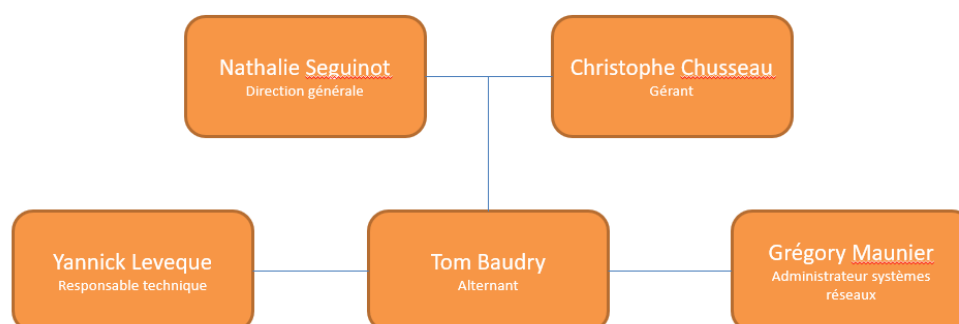 Nathalie Seguinot
Direction générale
Christophe Chusseau
Gérant
Yannick Leveque
Responsable technique
Tom Baudry
Alternant
Grégory Maunier
Administrateur systèmes
réseaux